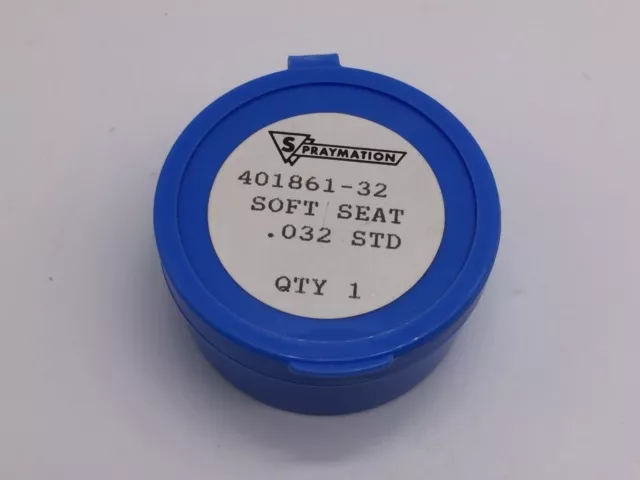 SPRAYMATION
401861-32
SOFT SEAT
.032 STD
QTY 1